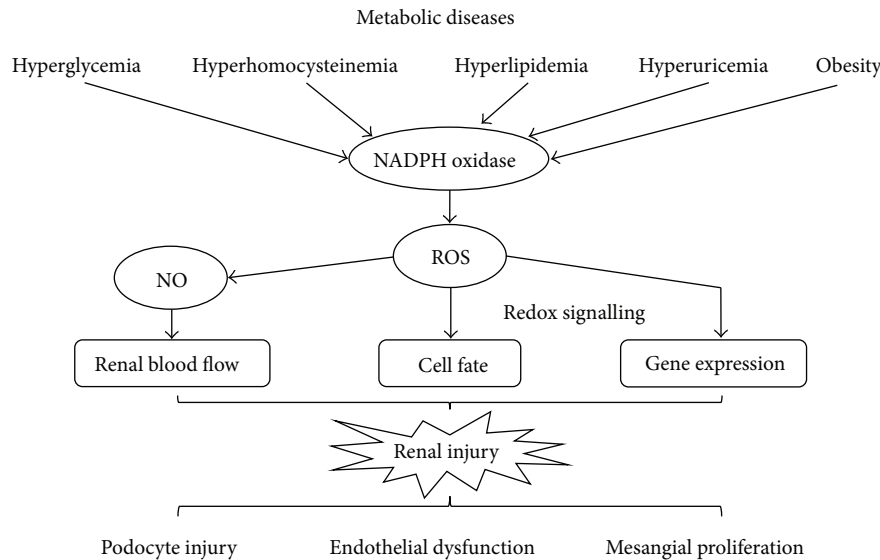 Metabolic diseases
Hyperglycemia Hyperhomocysteinemia Hyperlipidemia Hyperuricemia Obesity
NADPH oxidase
ROS
NO
Redox signalling
Renal blood flow Cell fate Gene expression
Renal injury
Podocyte injury Endothelial dysfunction Mesangial proliferation